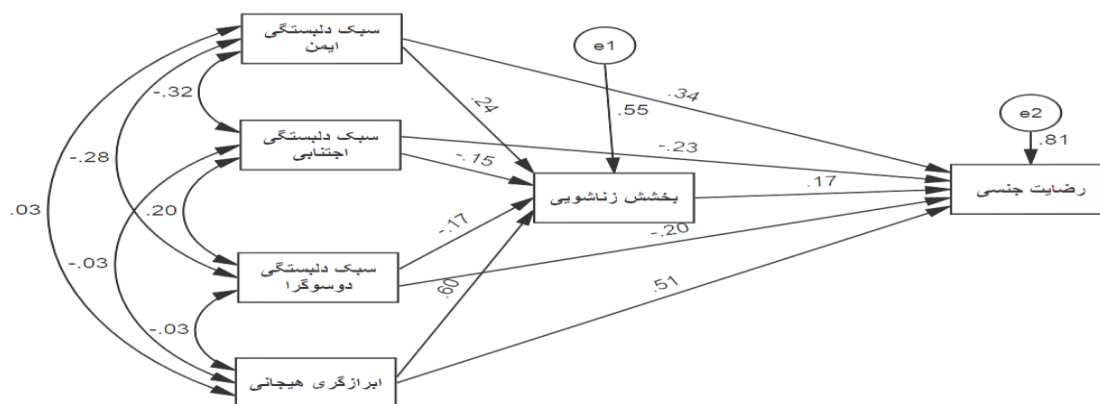 سبک دلبستگی
ایمن
e1
.34
.24
.55
e2
.81
-.32
سبک دلبستگی
اجتنابی
-.23
-.15
-.28
رضایت جنسی
.17
بخشش زناشویی
.03
.20
-.17
-.20
-.03
سبک دلبستگی
دوسوگرا
.60
.51
-.03
ابرازگری هیجانی